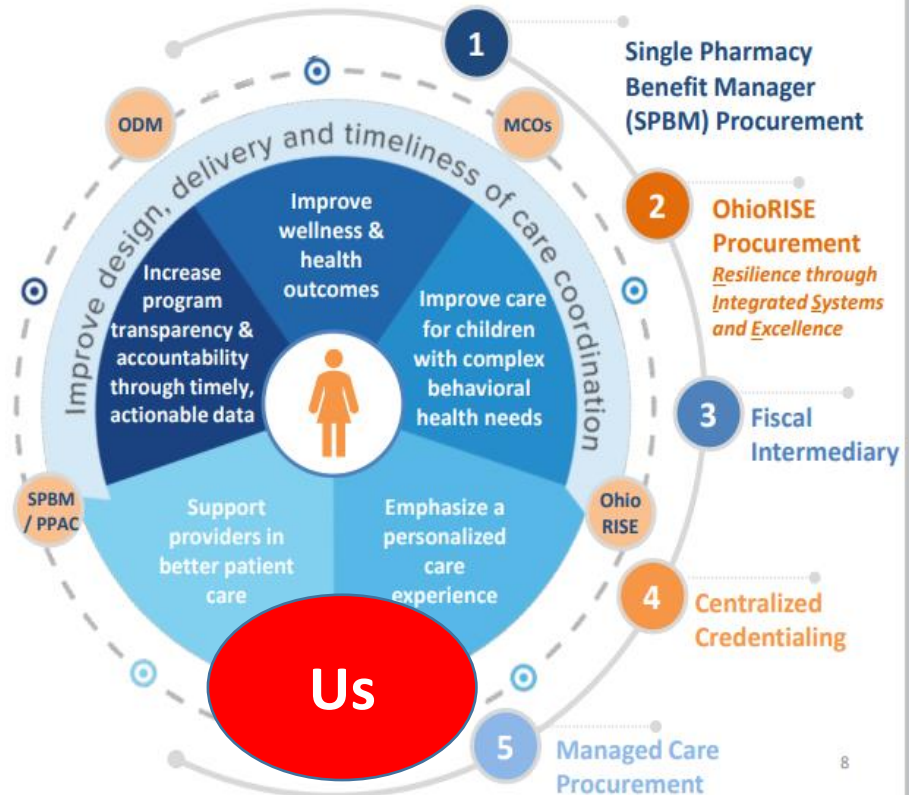 1
Single Pharmacy
Benefit Manager
(SPBM) Procurement
2
OhioRISE
Procurement
Resilience through
Integrated Systems
and Excellence
3
Fiscal
Intermediary
4
Centralized
Credentialing
5
Managed Care
Procurement
ODM
MCOs
Improve design, delivery and timeliness of care coordination
Improve
wellness &
health
outcomes
Increase
program
transparency &
accountability
through timely,
actionable data
Improve care
for children
with complex
behavioral
health needs
SPBM
/ PPAC
Ohio
RISE
Support
providers in
better patient
care
Emphasize a
personalized
care
experience
Us
8